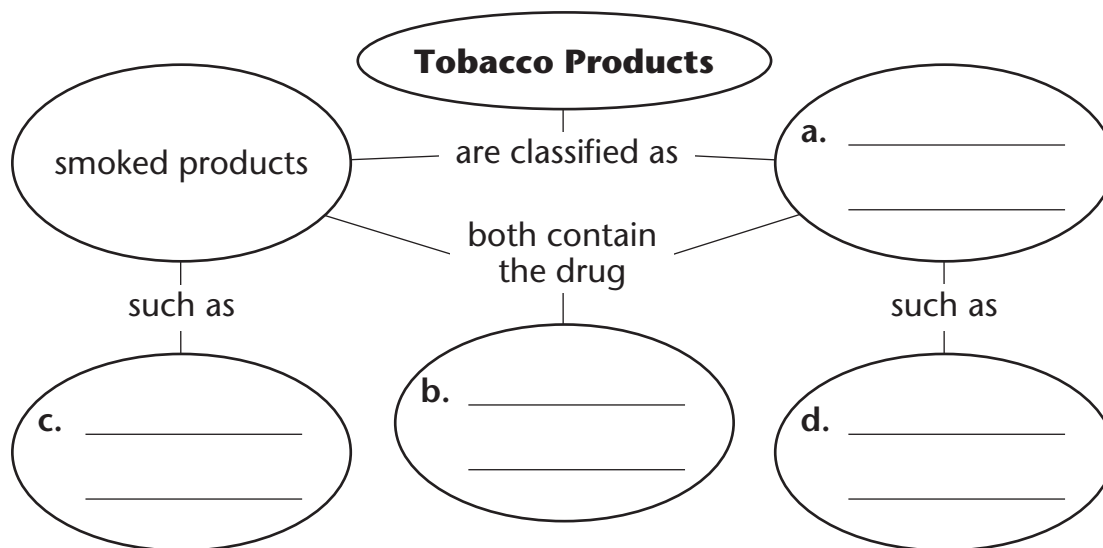 Tobacco Products
smoked products
are classified as
a.
both contain
the drug
such as
such as
c.
b.
d.